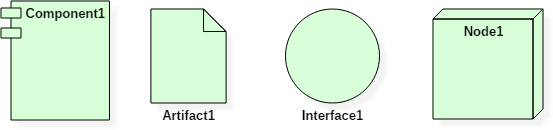 Component1
Artifact1
Interface1
Node1